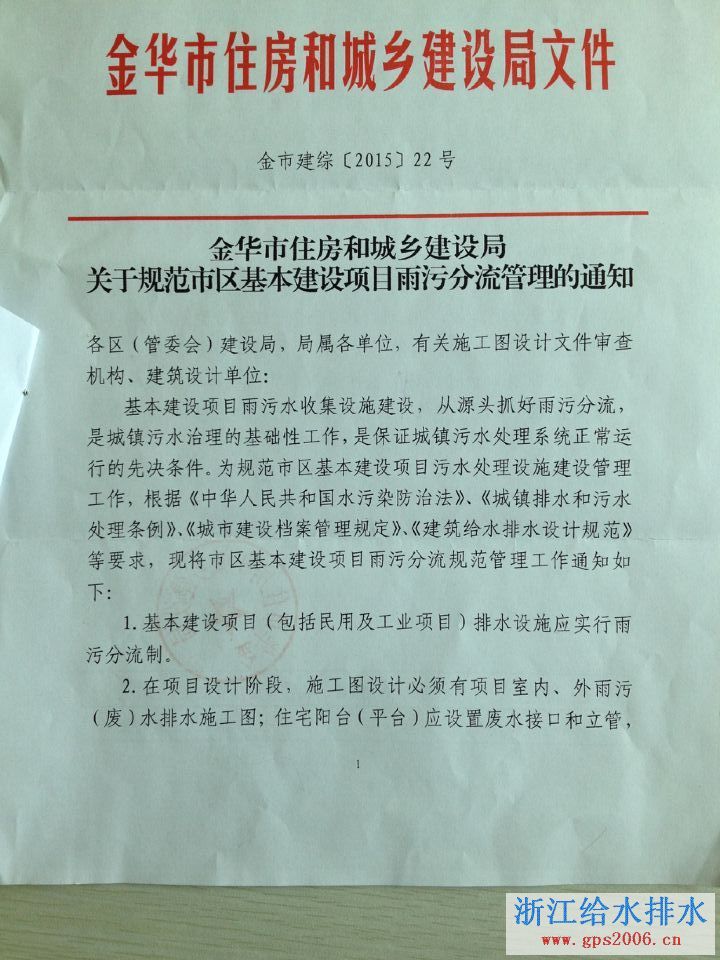 金华市住房和城乡建设局文件
金市建综〔2015〕22号
金华市住房和城乡建设局
关于规范市区基本建设项目雨污分流管理的通知
各区（管委会）建设局，局属各单位，有关施工图设计文件审查
机构、建筑设计单位：
基本建设项目雨污水收集设施建设，从源头抓好雨污分流，
是城镇污水治理的基础性工作，是保证城镇污水处理系统正常运
行的先决条件。为规范市区基本建设项目污水处理设施建设管理
工作，根据《中华人民共和国水污染防治法》、《城镇排水和污水
处理条例》、《城市建设档案管理规定》、《建筑给水排水设计规范》
等要求，现将市区基本建设项目雨污分流规范管理工作通知如
下：
1.基本建设项目（包括民用及工业项目）排水设施应实行雨
污分流制。
2.在项目设计阶段，施工图设计必须有项目室内、外雨污
（废）水排水施工图；住宅阳台（平台）应设置废水接口和立管，
1
浙江给水排水
www.gps2006.cn